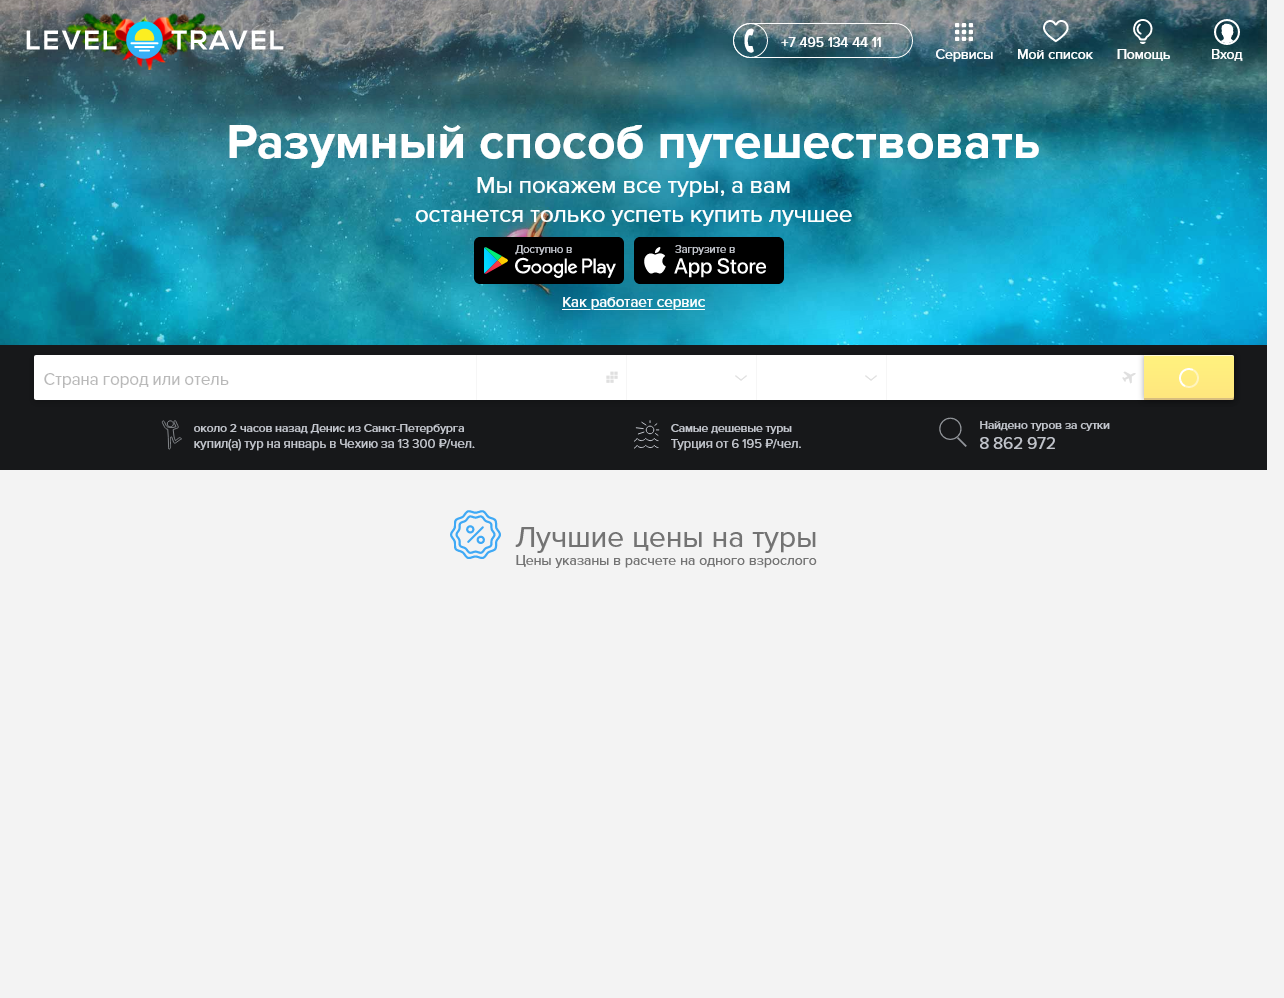 LEVEL TRAVEL
+7 495 134 44 11
Сервисы
Мой список
Помощь
Вход
Разумный способ путешествовать
Мы покажем все туры, а вам
останется только успеть купить лучшее
Доступно в
Google Play
Загрузите в
App Store
Как работает сервис
Страна город или отель
около 2 часов назад Денис из Санкт-Петербурга
купил(а) тур на январь в Чехию за 13 300 ₽/чел.
Самые дешевые туры
Турция от 6 195 ₽/чел.
Найдено туров за сутки
8 862 972
Лучшие цены на туры
Цены указаны в расчете на одного взрослого